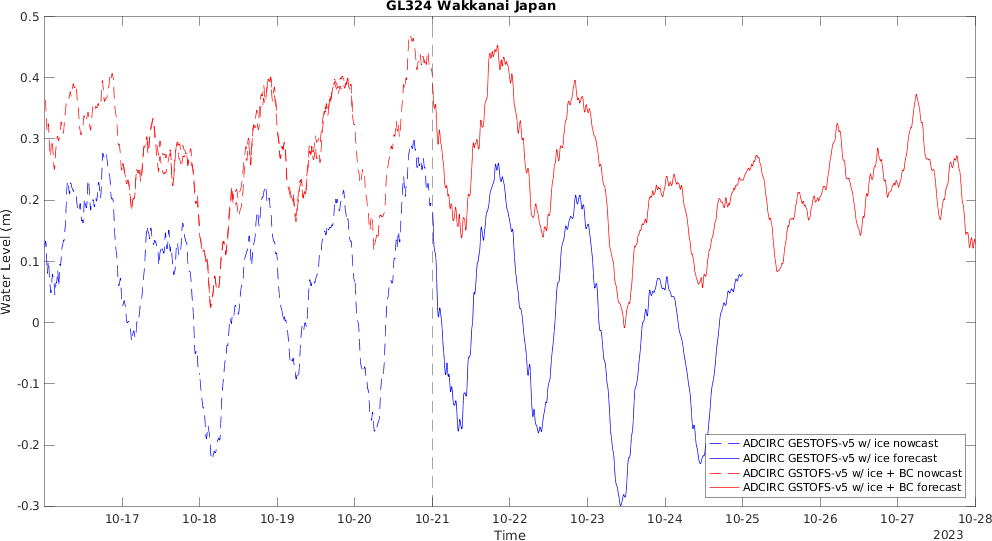 GL324 Wakkanai Japan
0.5
0.4
0.3
0.2
0.1
0
-0.1
-0.2
-0.3
Water Level (m)
ADCIRC GESTOFS-v5 w/ ice nowcast
ADCIRC GESTOFS-v5 w/ ice forecast
ADCIRC GSTOFS-v5 w/ ice + BC nowcast
ADCIRC GSTOFS-v5 w/ ice + BC forecast
10-17 10-18 10-19 10-20 10-21 10-22 10-23 10-24 10-25 10-26 10-27 10-28
Time
2023